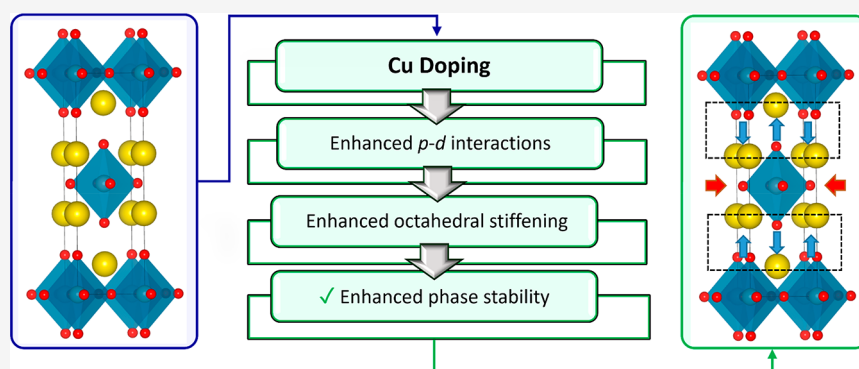 Cu Doping
Enhanced p-d interactions
Enhanced octahedral stiffening
✓ Enhanced phase stability